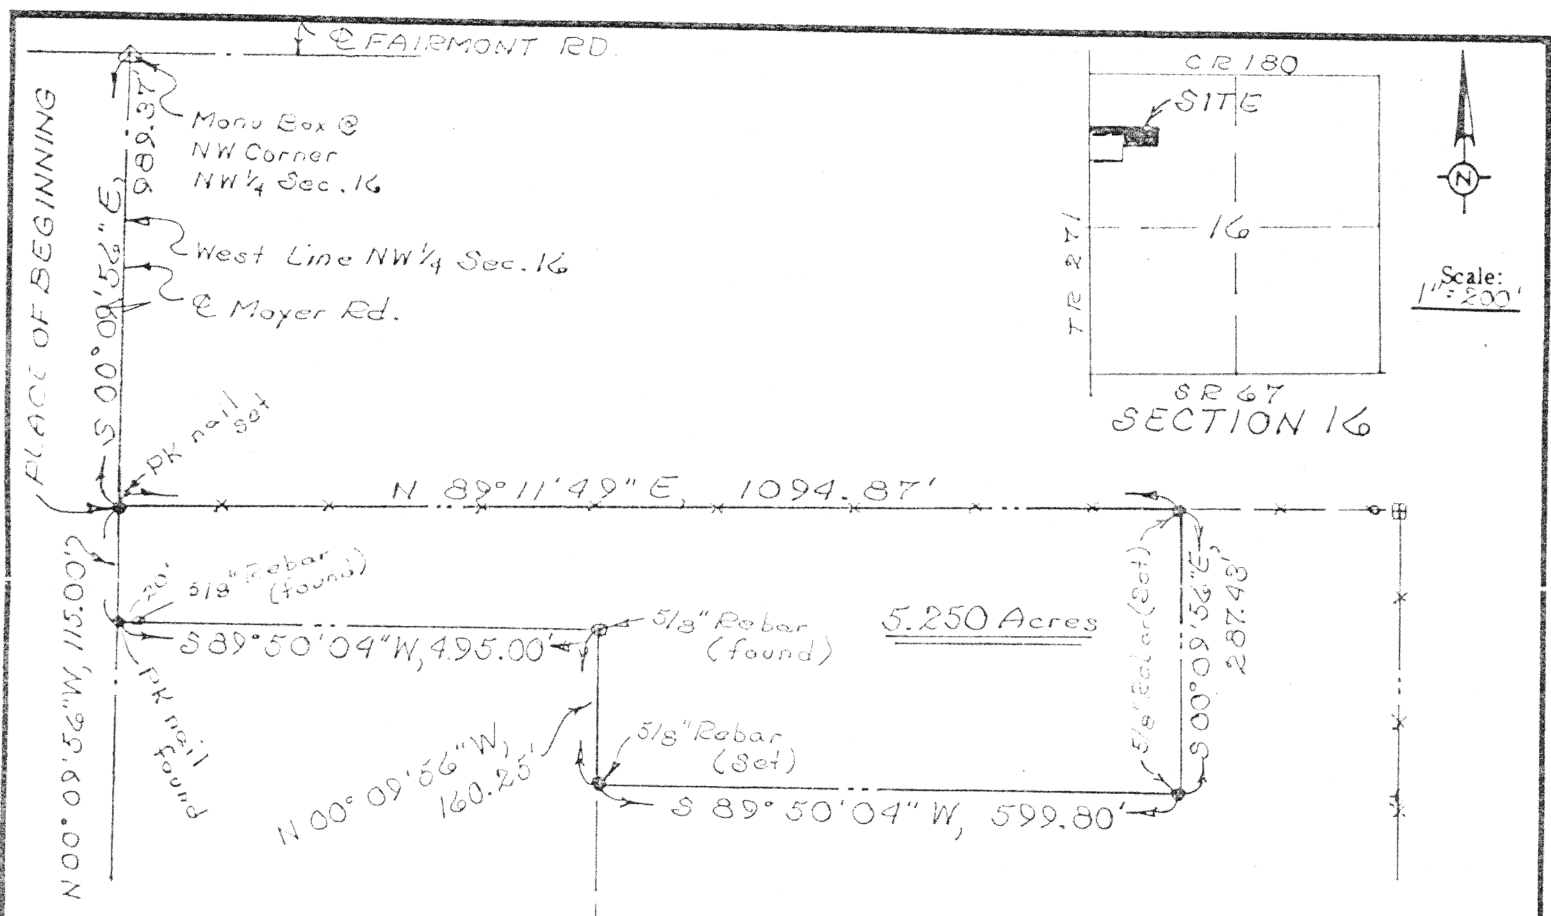 ℄ FAIRMONT RD.
PLACE OF BEGINNING
S 00° 09' 56" E,
989.37'
Monu Box @
NW Corner
NW ¼ Sec. 16
West Line NW ¼ Sec. 16
℄ Moyer Rd.
PK nail
set
CR 180
SITE
TR 271
16
SR 67
SECTION 16
N
Scale:
1" = 200'
N 89° 11' 49" E, 1094.87'
N 00° 09' 56" W, 115.00'
20'
5/8" Rebar
(found)
S 89° 50' 04" W, 495.00'
PK nail
found
5/8" Rebar
(found)
5.250 Acres
5/8" Rebar (Set)
S 00° 09' 56" E,
287.43'
N 00° 09' 56" W,
160.25'
5/8" Rebar
(Set)
S 89° 50' 04" W, 599.80'